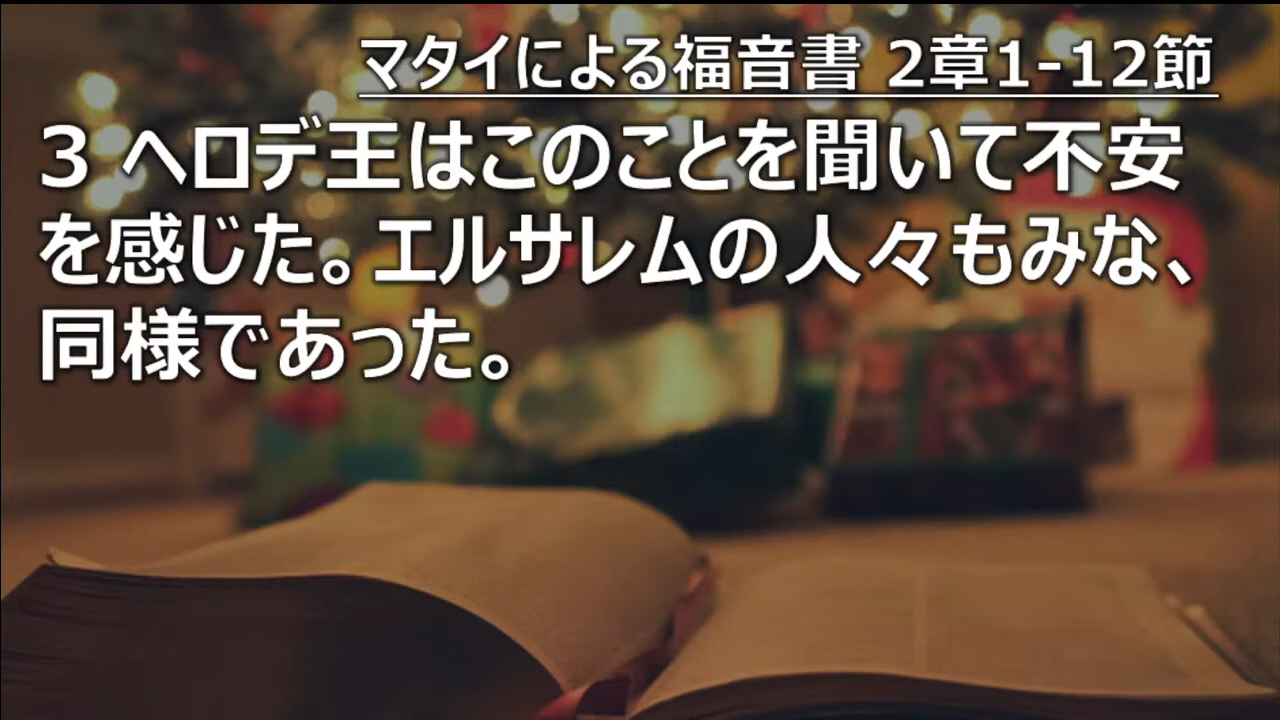 マタイによる福音書 2章1-12節
3 ヘロデ王はこのことを聞いて不安
を感じた。エルサレムの人々もみな、
同様であった。